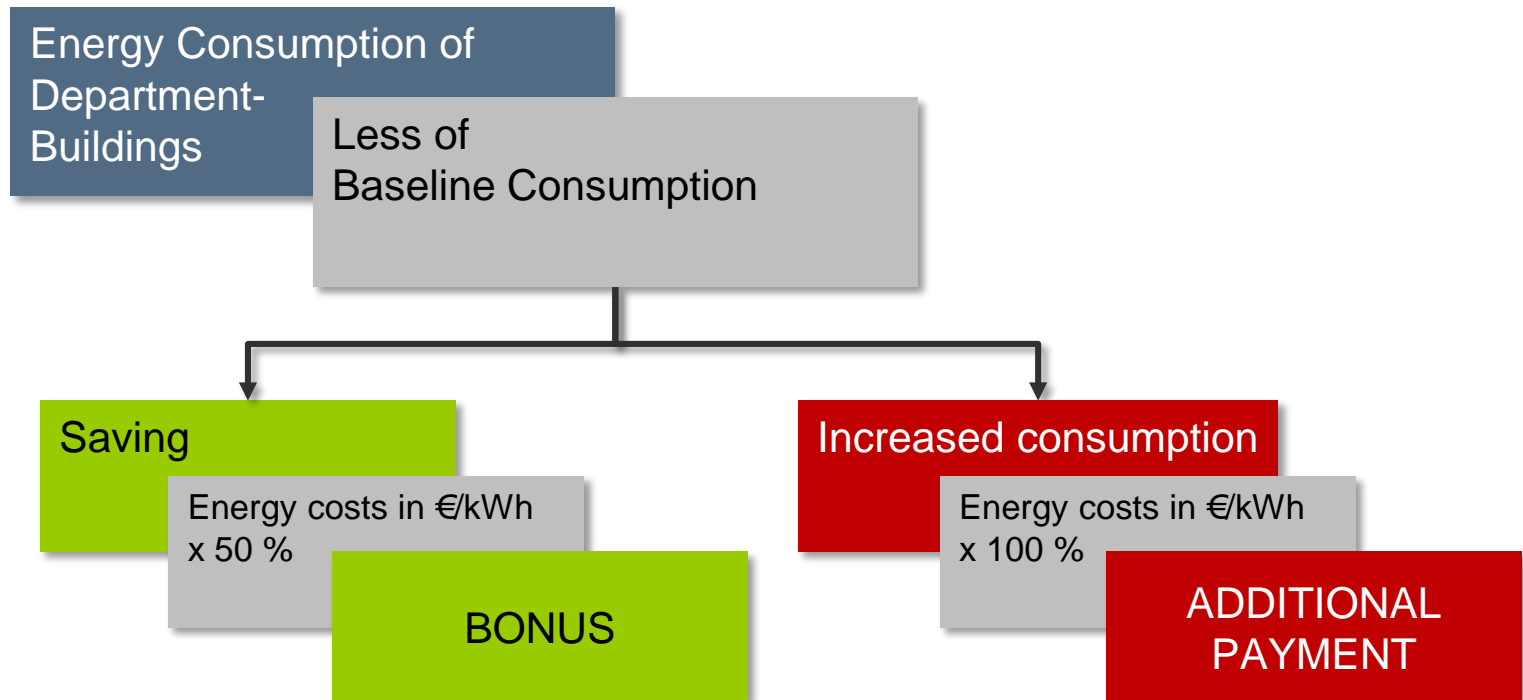 Energy Consumption of
Department-
Buildings
Less of
Baseline Consumption
Saving
Energy costs in €/kWh
x 50 %
BONUS
Increased consumption
Energy costs in €/kWh
x 100 %
ADDITIONAL
PAYMENT